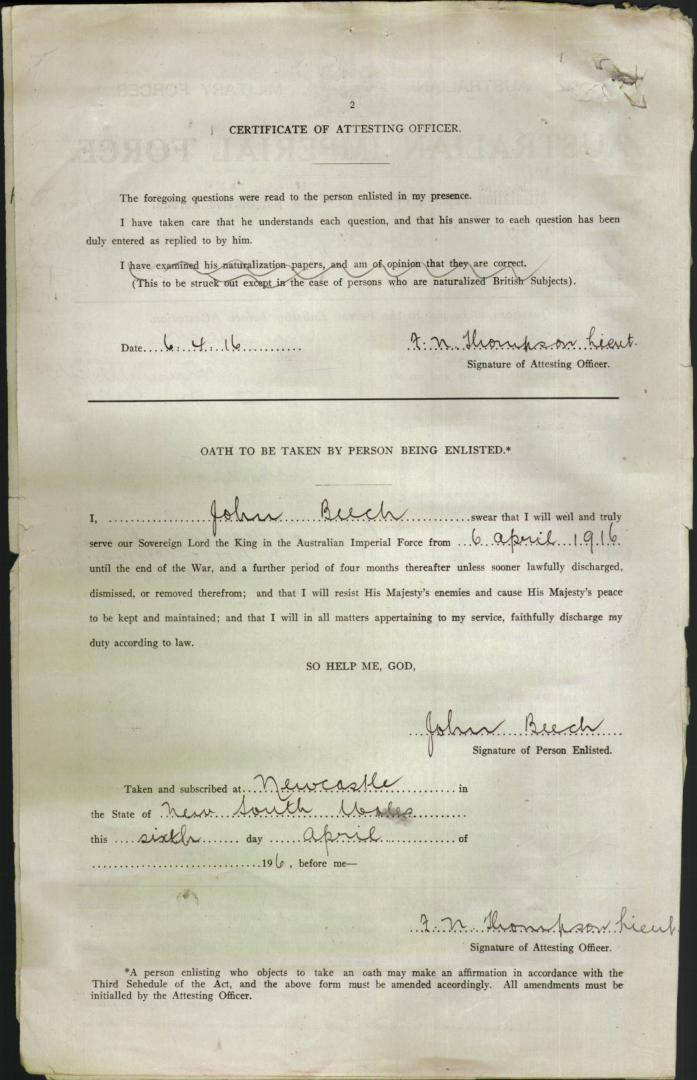 2
CERTIFICATE OF ATTESTING OFFICER.
The foregoing questions were read to the person enlisted in my presence.
I have taken care that he understands each question, and that his answer to each question has been
duly entered as replied to by him.
I have examined his naturalization papers, and am of opinion that they are correct.
(This to be struck out except in the case of persons who are naturalized British Subjects).
Date....6.4.16...........
F. N. Thompson Lieut.
Signature of Attesting Officer.
OATH TO BE TAKEN BY PERSON BEING ENLISTED.*
I, ........John Beech........swear that I will well and truly
serve our Sovereign Lord the King in the Australian Imperial Force from ...6 April 1916
until the end of the War, and a further period of four months thereafter unless sooner lawfully discharged,
dismissed, or removed therefrom; and that I will resist His Majesty's enemies and cause His Majesty's peace
to be kept and maintained; and that I will in all matters appertaining to my service, faithfully discharge my
duty according to law.
SO HELP ME, GOD,
John Beech
Signature of Person Enlisted.
Taken and subscribed at...Newcastle............in
the State of New South Wales............
this ....sixth........ day .....April............... of
..........................196, before me—
F. N. Thompson Lieut.
Signature of Attesting Officer.
*A person enlisting who objects to take an oath may make an affirmation in accordance with the
Third Schedule of the Act, and the above form must be amended accordingly. All amendments must be
initialled by the Attesting Officer.